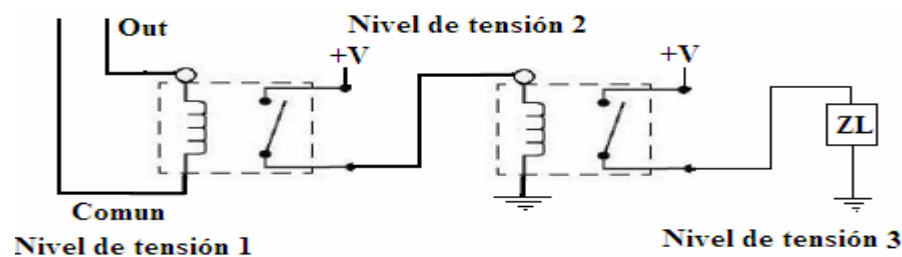 Out
Nivel de tensión 2
+V
+V
ZL
Comun
Nivel de tensión 1
Nivel de tensión 3